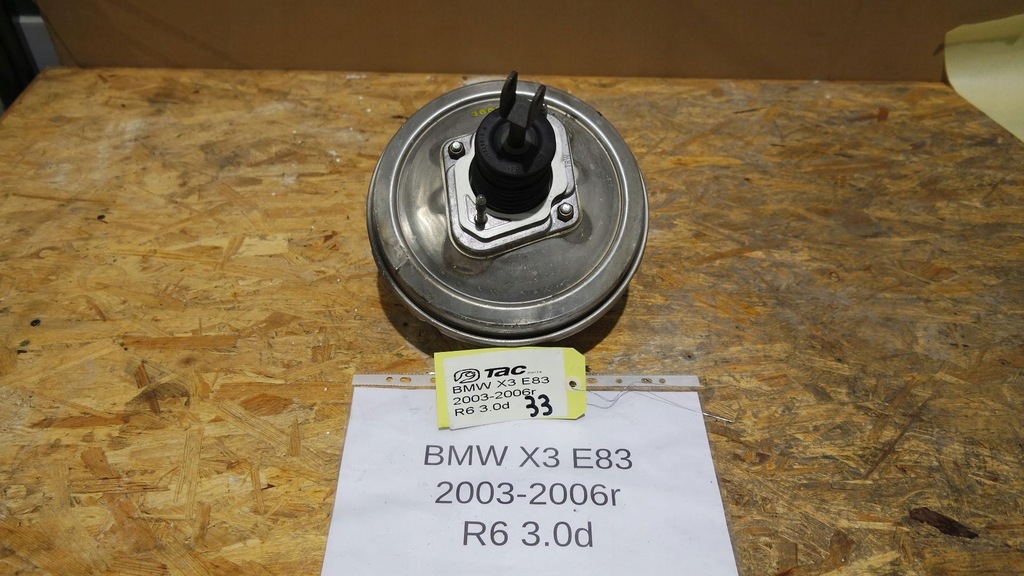 TAC
BMW X3 E83
2003-2006r
R6 3.0d 33
BMW X3 E83
2003-2006r
R6 3.0d